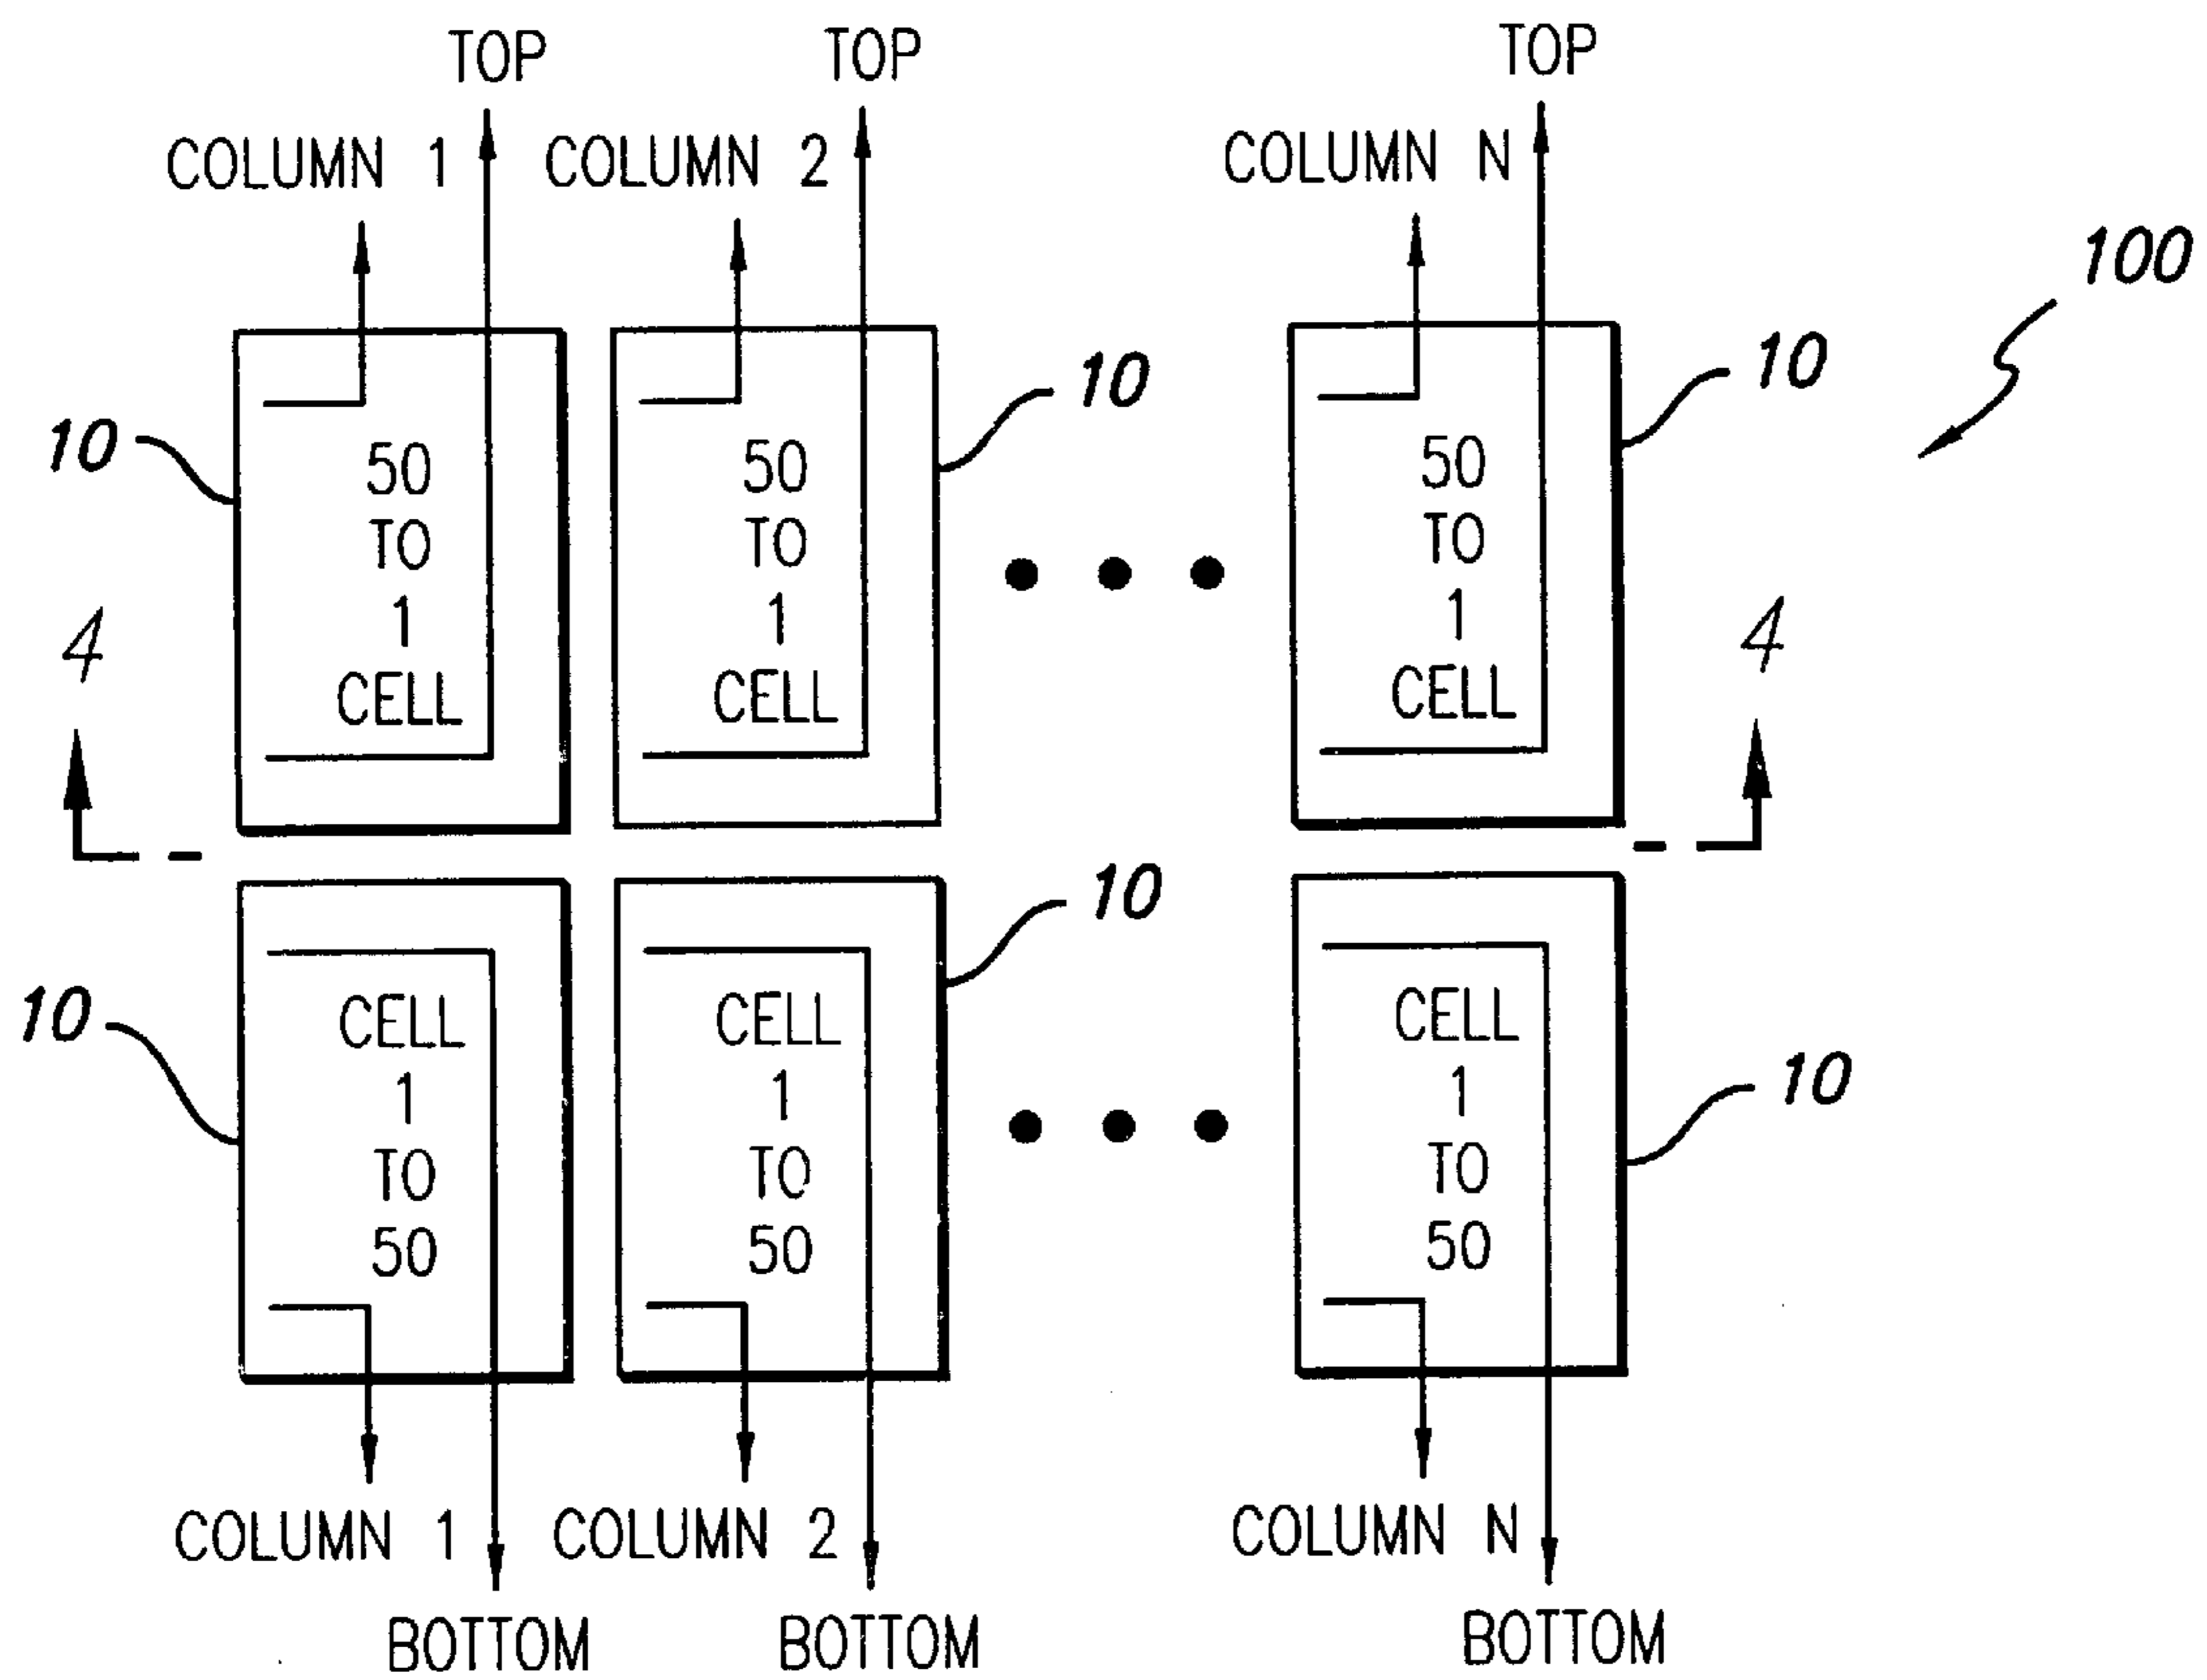 TOP TOP TOP
COLUMN 1 COLUMN 2 COLUMN N
100
10 10 10
50 50 50
TO TO TO
1 1 1
CELL CELL CELL
4 4
10
10 10
CELL CELL CELL
1 1 1
TO TO TO
50 50 50
COLUMN 1 COLUMN 2 COLUMN N
BOTTOM BOTTOM BOTTOM